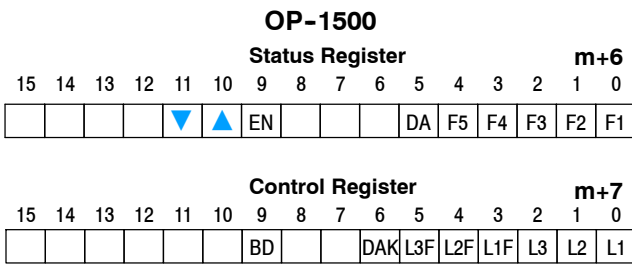 OP-1500
Status Register m+6
15 14 13 12 11 10 9 8 7 6 5 4 3 2 1 0
▼ ▲ EN DA F5 F4 F3 F2 F1
Control Register m+7
15 14 13 12 11 10 9 8 7 6 5 4 3 2 1 0
BD DAK L3F L2F L1F L3 L2 L1